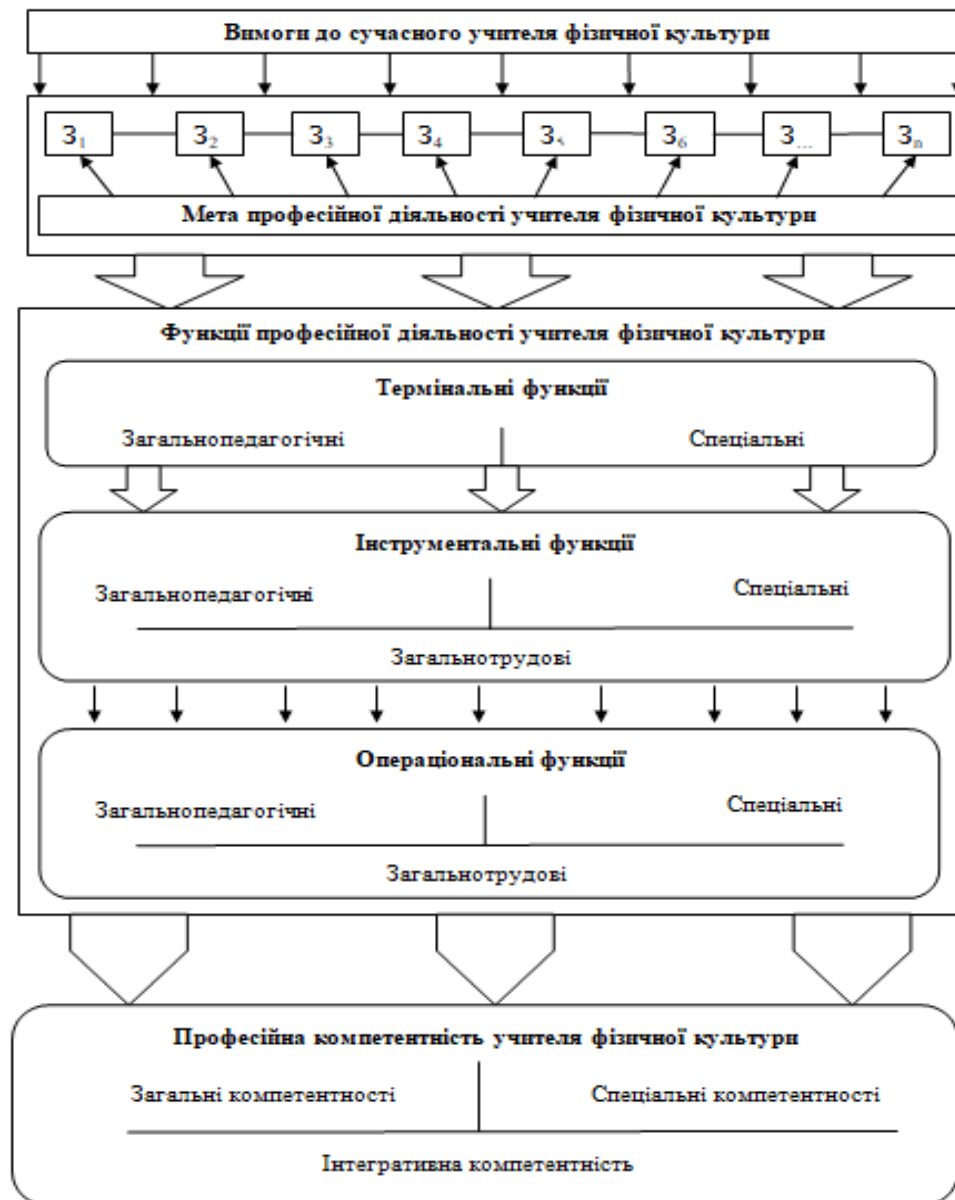 Вимоги до сучасного учителя фізичної культури
З₁ З₂ З₃ З₄ З₅ З₆ З... Зₙ
Мета професійної діяльності учителя фізичної культури
Функції професійної діяльності учителя фізичної культури
Термінальні функції
Загальнопедагогічні Спеціальні
Інструментальні функції
Загальнопедагогічні Спеціальні
Загальнотрудові
Операціональні функції
Загальнопедагогічні Спеціальні
Загальнотрудові
Професійна компетентність учителя фізичної культури
Загальні компетентності Спеціальні компетентності
Інтегративна компетентність